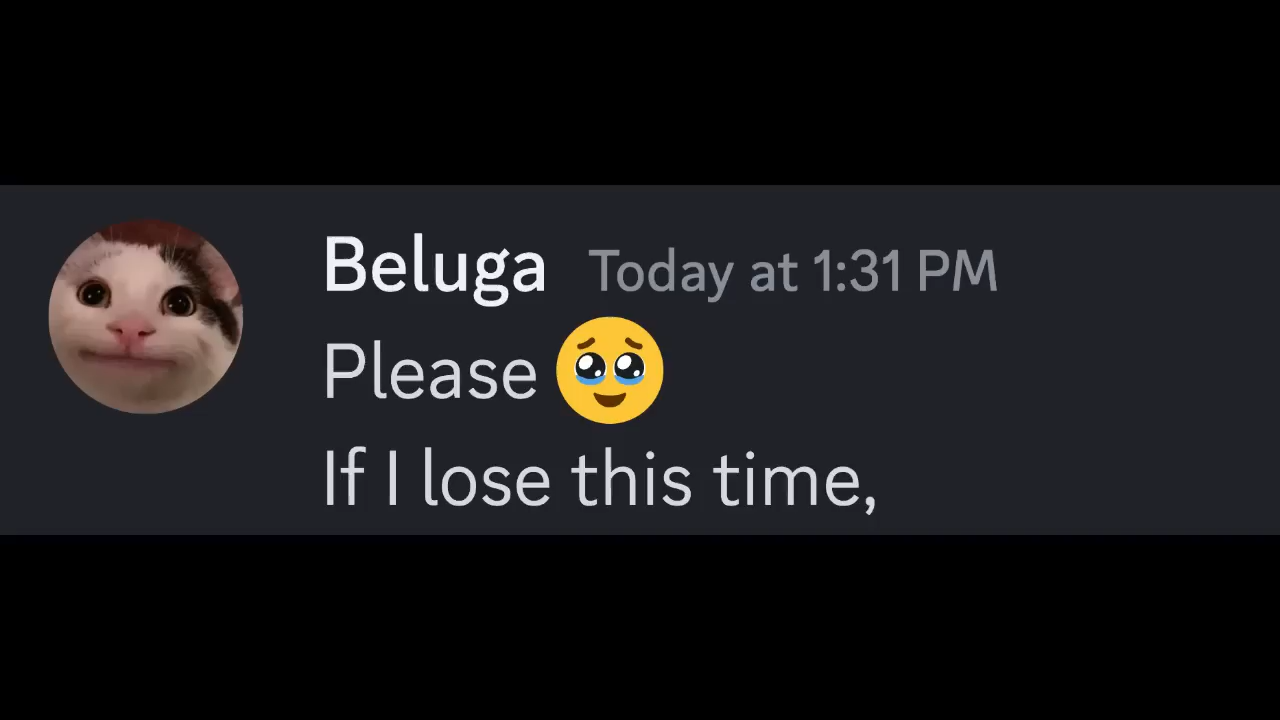 Beluga Today at 1:31 PM
Please 🥹
If I lose this time,